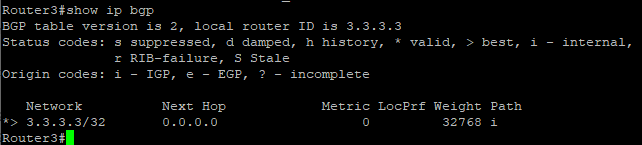 Router3#show ip bgp
BGP table version is 2, local router ID is 3.3.3.3
Status codes: s suppressed, d damped, h history, * valid, > best, i - internal,
              r RIB-failure, S Stale
Origin codes: i - IGP, e - EGP, ? - incomplete

   Network          Next Hop            Metric LocPrf Weight Path
*> 3.3.3.3/32       0.0.0.0                  0         32768 i
Router3#